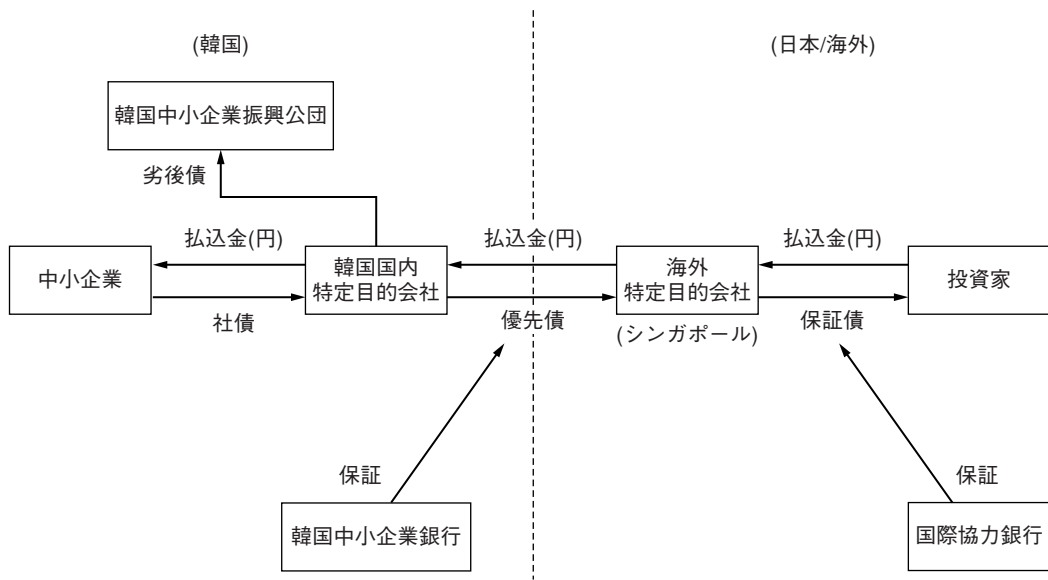 (韓国)
(日本/海外)
韓国中小企業振興公団
劣後債
払込金(円)
払込金(円)
払込金(円)
中小企業
韓国国内
特定目的会社
海外
特定目的会社
投資家
社債
優先債
(シンガポール)
保証債
保証
保証
韓国中小企業銀行
国際協力銀行